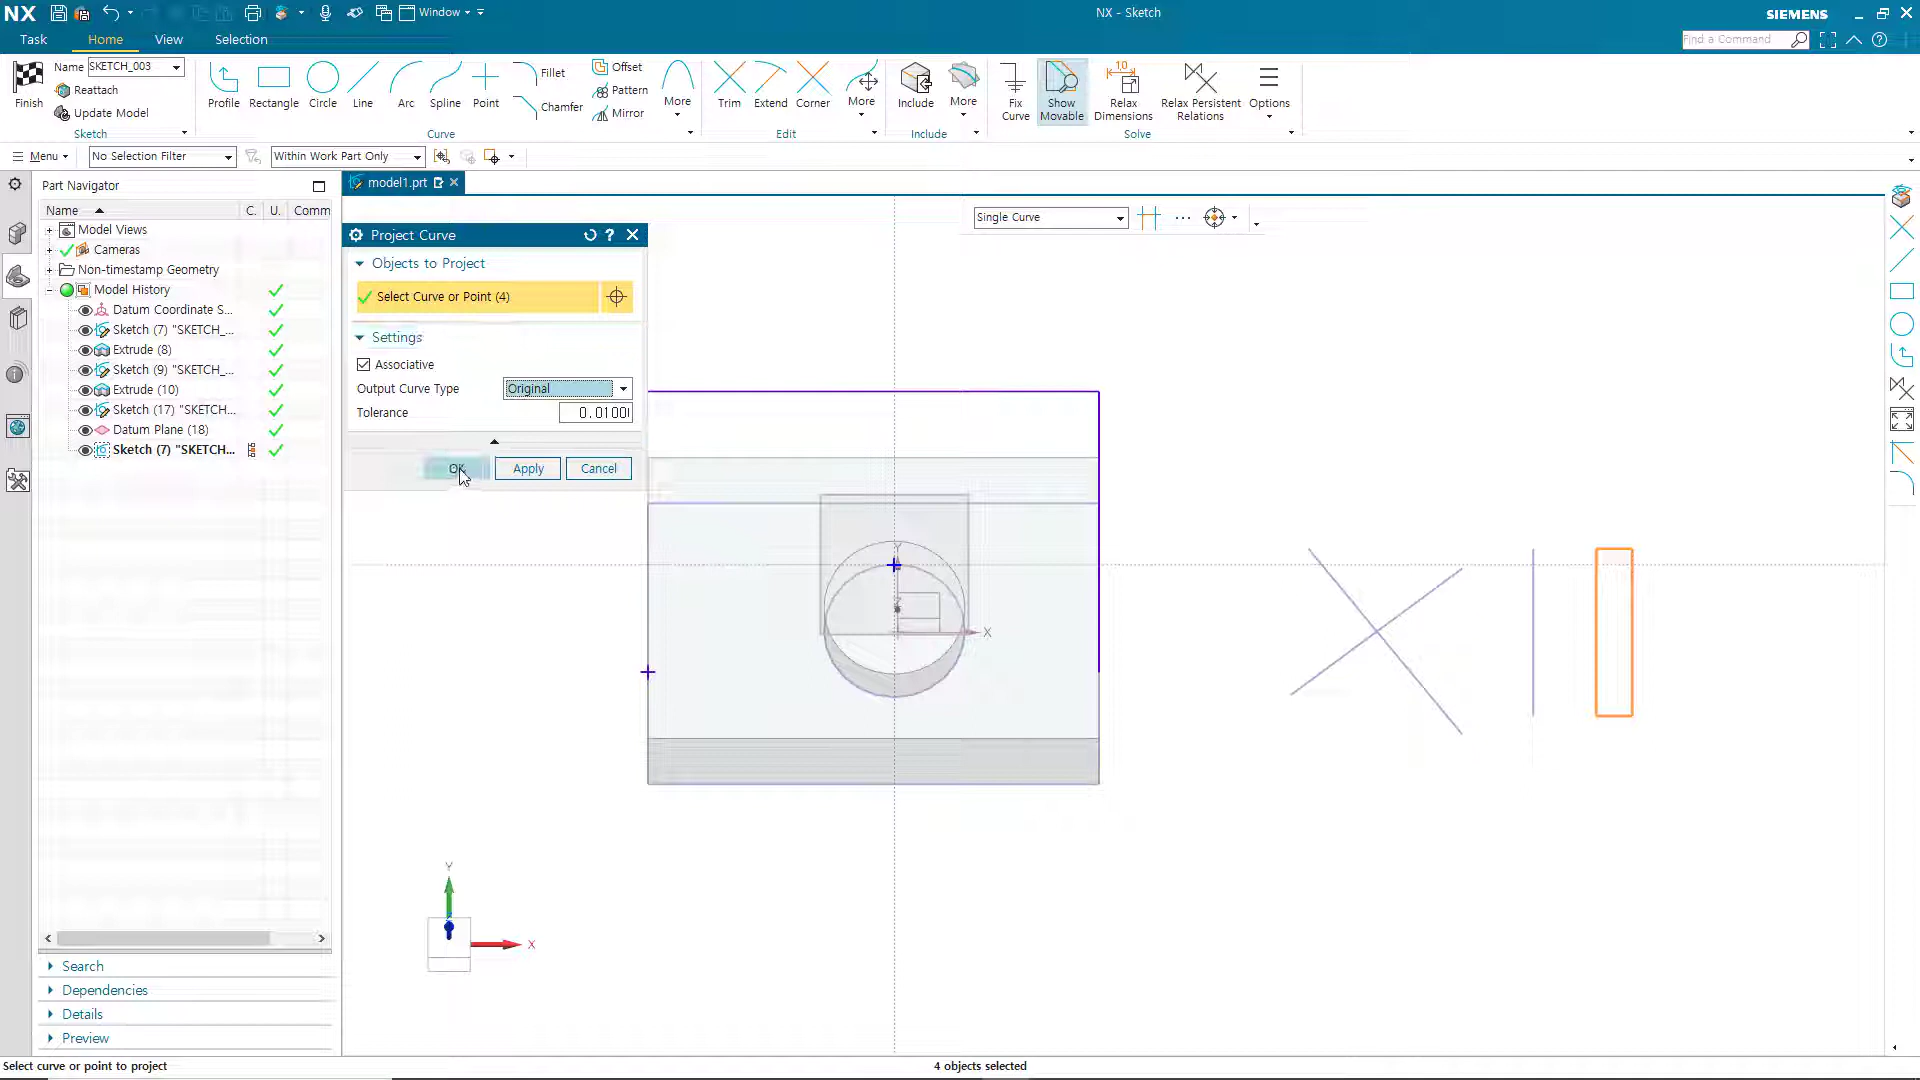 NX
Window
NX - Sketch
SIEMENS
Task
Home
View
Selection
Find a Command
Name
SKETCH_003
Finish
Reattach
Update Model
Sketch
Profile
Rectangle
Circle
Line
Arc
Spline
Point
Fillet
Chamfer
Offset
Pattern
Mirror
More
Curve
Trim
Extend
Corner
More
Edit
Include
More
Include
Fix Curve
Show Movable
1,0
Relax Dimensions
Relax Persistent Relations
Options
Solve
Menu
No Selection Filter
Within Work Part Only
Part Navigator
model1.prt
Name
C.
U.
Comm
Model Views
Cameras
Non-timestamp Geometry
Model History
Datum Coordinate S...
Sketch (7) "SKETCH_...
Extrude (8)
Sketch (9) "SKETCH_...
Extrude (10)
Sketch (17) "SKETCH...
Datum Plane (18)
Sketch (7) "SKETCH...
Single Curve
Project Curve
Objects to Project
Select Curve or Point (4)
Settings
Associative
Output Curve Type
Original
Tolerance
0.0100
OK
Apply
Cancel
Y
X
Y
X
Search
Dependencies
Details
Preview
Select curve or point to project
4 objects selected